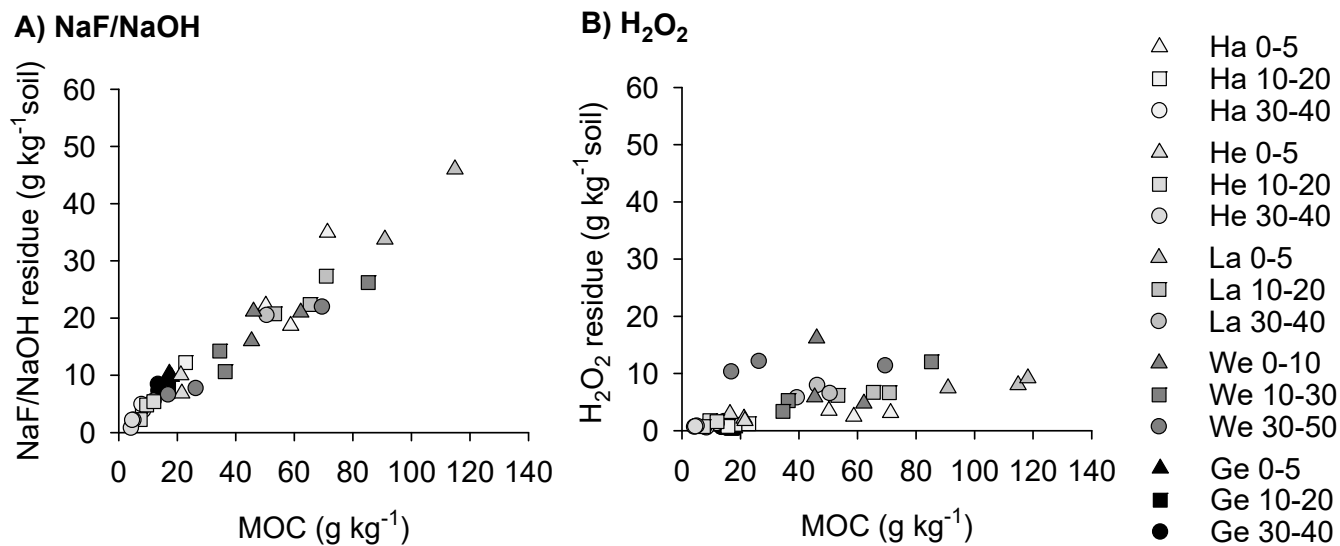 A) NaF/NaOH
NaF/NaOH residue (g kg⁻¹soil)
60
50
40
30
20
10
0
0 20 40 60 80 100 120 140
MOC (g kg⁻¹)
B) H₂O₂
H₂O₂ residue (g kg⁻¹soil)
60
50
40
30
20
10
0
0 20 40 60 80 100 120 140
MOC (g kg⁻¹)
Ha 0-5
Ha 10-20
Ha 30-40
He 0-5
He 10-20
He 30-40
La 0-5
La 10-20
La 30-40
We 0-10
We 10-30
We 30-50
Ge 0-5
Ge 10-20
Ge 30-40